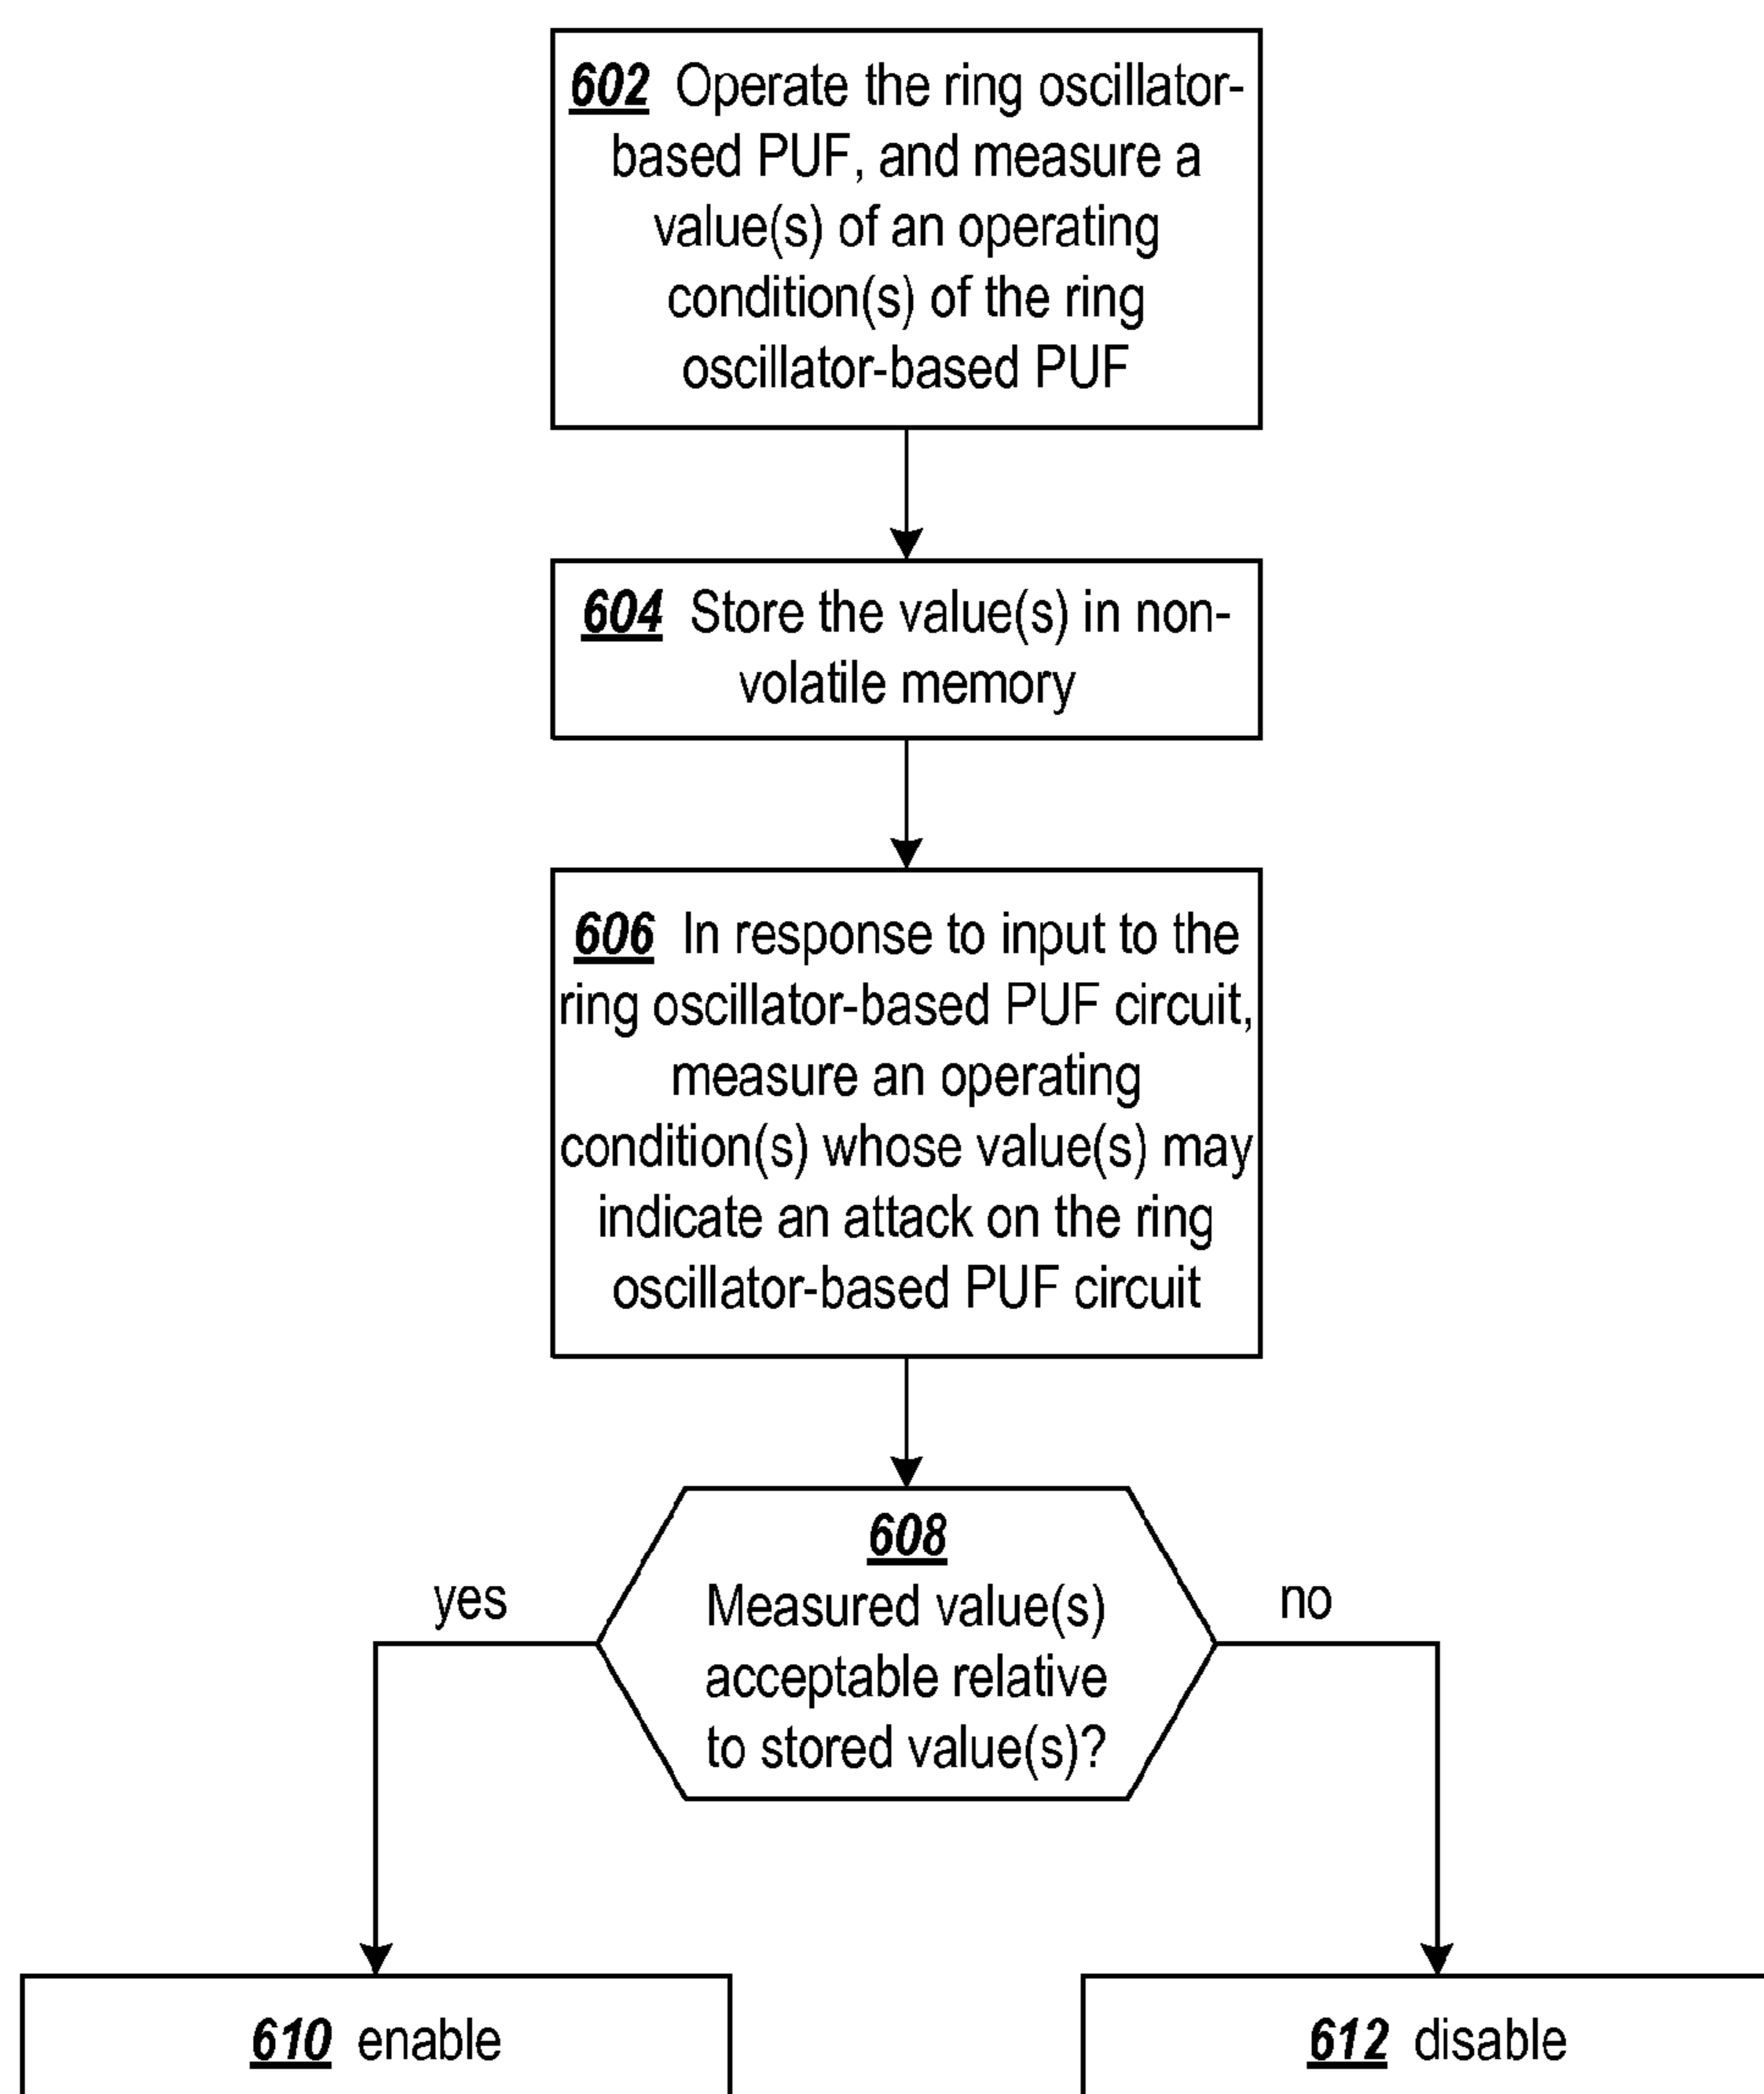 602 Operate the ring oscillator-
based PUF, and measure a
value(s) of an operating
condition(s) of the ring
oscillator-based PUF
604 Store the value(s) in non-
volatile memory
606 In response to input to the
ring oscillator-based PUF circuit,
measure an operating
condition(s) whose value(s) may
indicate an attack on the ring
oscillator-based PUF circuit
608
Measured value(s)
acceptable relative
to stored value(s)?
yes
no
610 enable
612 disable